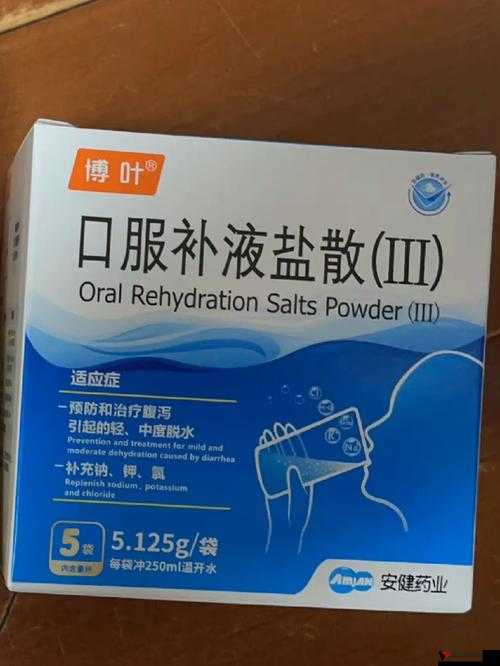 博叶®
口服补液盐散(III)
Oral Rehydration Salts Powder (III)
适应症
—预防和治疗腹泻
引起的轻、中度脱水
Prevention and treatment for mild and
moderate dehydration caused by diarrhea
—补充钠、钾、氯
Replenish sodium, potassium
and chloride
Na
5袋
5.125g/袋
每袋冲250ml温开水
AMJAN 安健药业